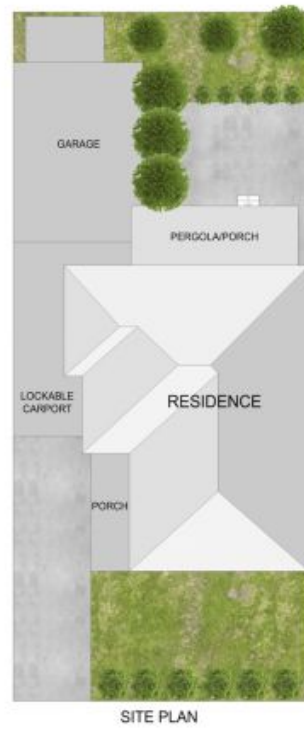 GARAGE
PERGOLA/PORCH
LOCKABLE
CARPORT
RESIDENCE
PORCH
SITE PLAN